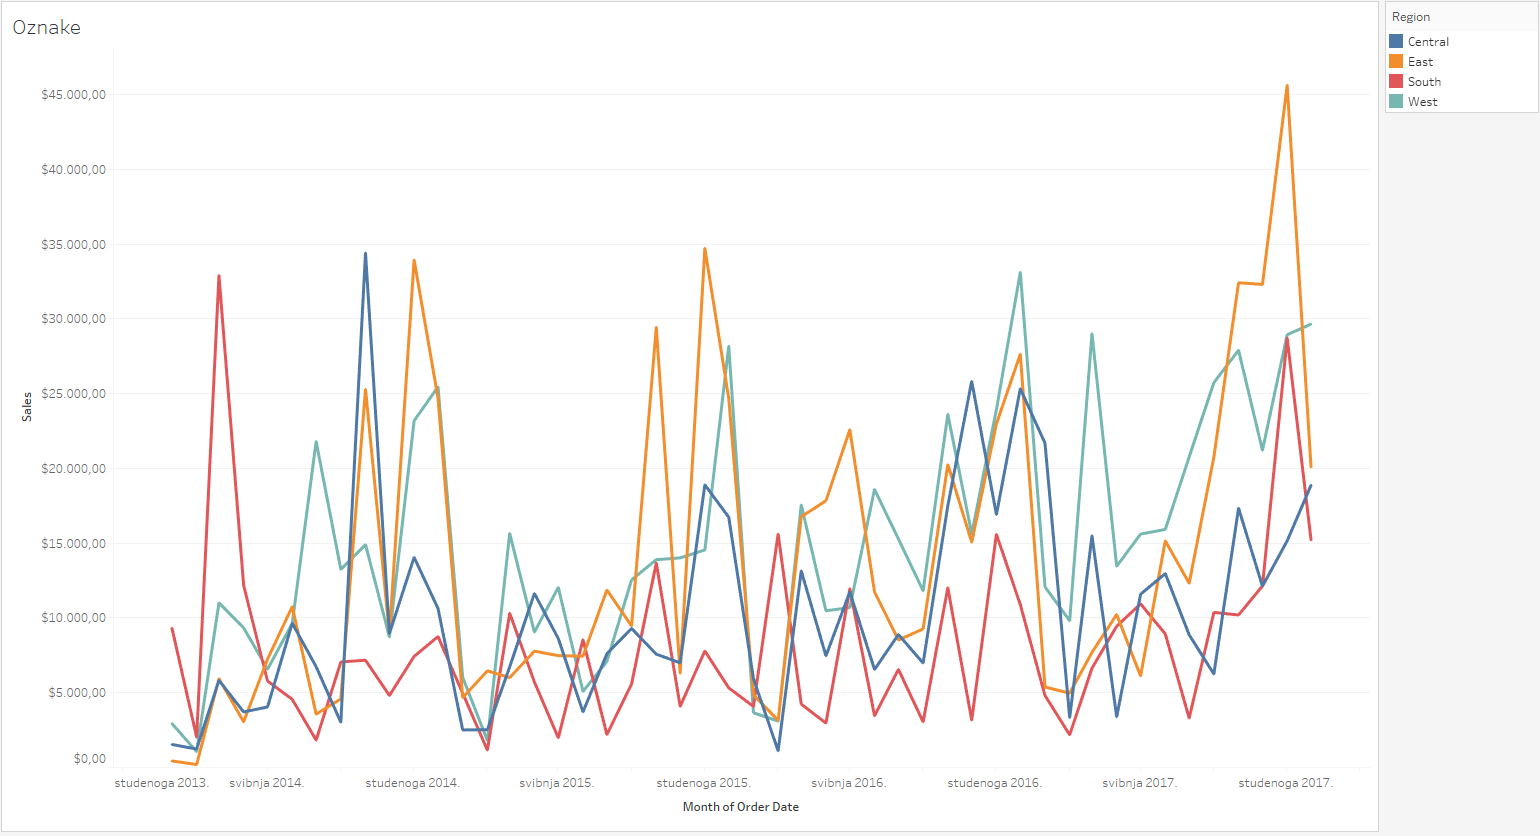 Oznake
$45.000,00
$40.000,00
$35.000,00
$30.000,00
$25.000,00
$20.000,00
$15.000,00
$10.000,00
$5.000,00
$0,00
Sales
studenoga 2013.
svibnja 2014.
studenoga 2014.
svibnja 2015.
studenoga 2015.
svibnja 2016.
studenoga 2016.
svibnja 2017.
studenoga 2017.
Month of Order Date
Region
Central
East
South
West